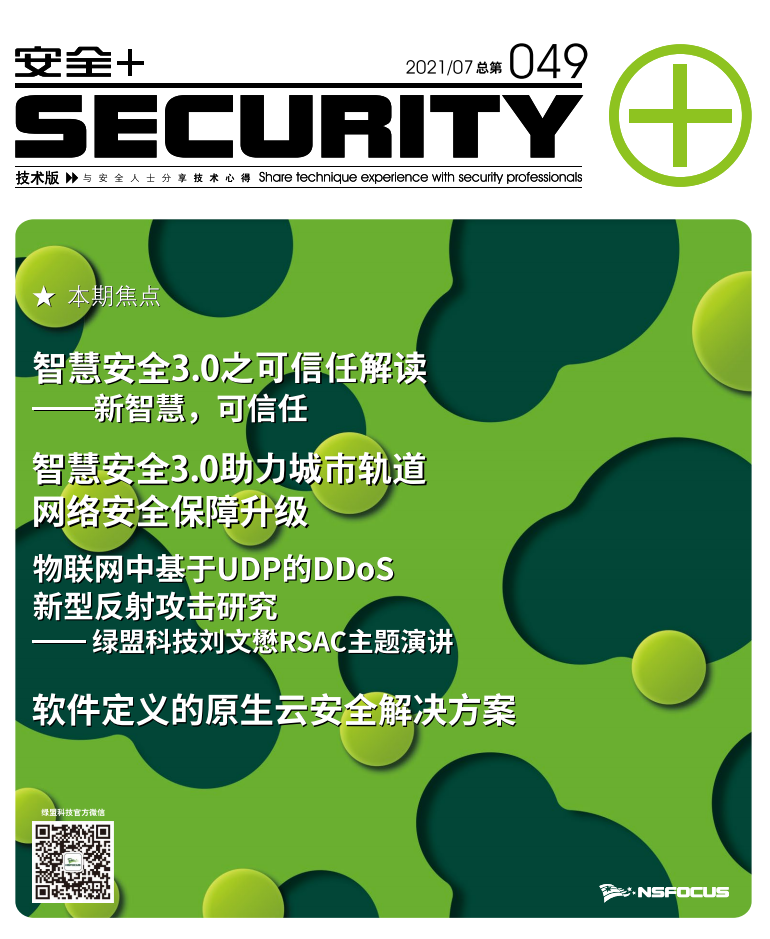 安全+
2021/07 总第 049
SECURITY
技术版 与安全人士分享技术心得 Share technique experience with security professionals
★ 本期焦点
智慧安全3.0之可信任解读
——新智慧，可信任
智慧安全3.0助力城市轨道
网络安全保障升级
物联网中基于UDP的DDoS
新型反射攻击研究
—— 绿盟科技刘文懋RSAC主题演讲
软件定义的原生云安全解决方案
绿盟科技官方微信
NSFOCUS